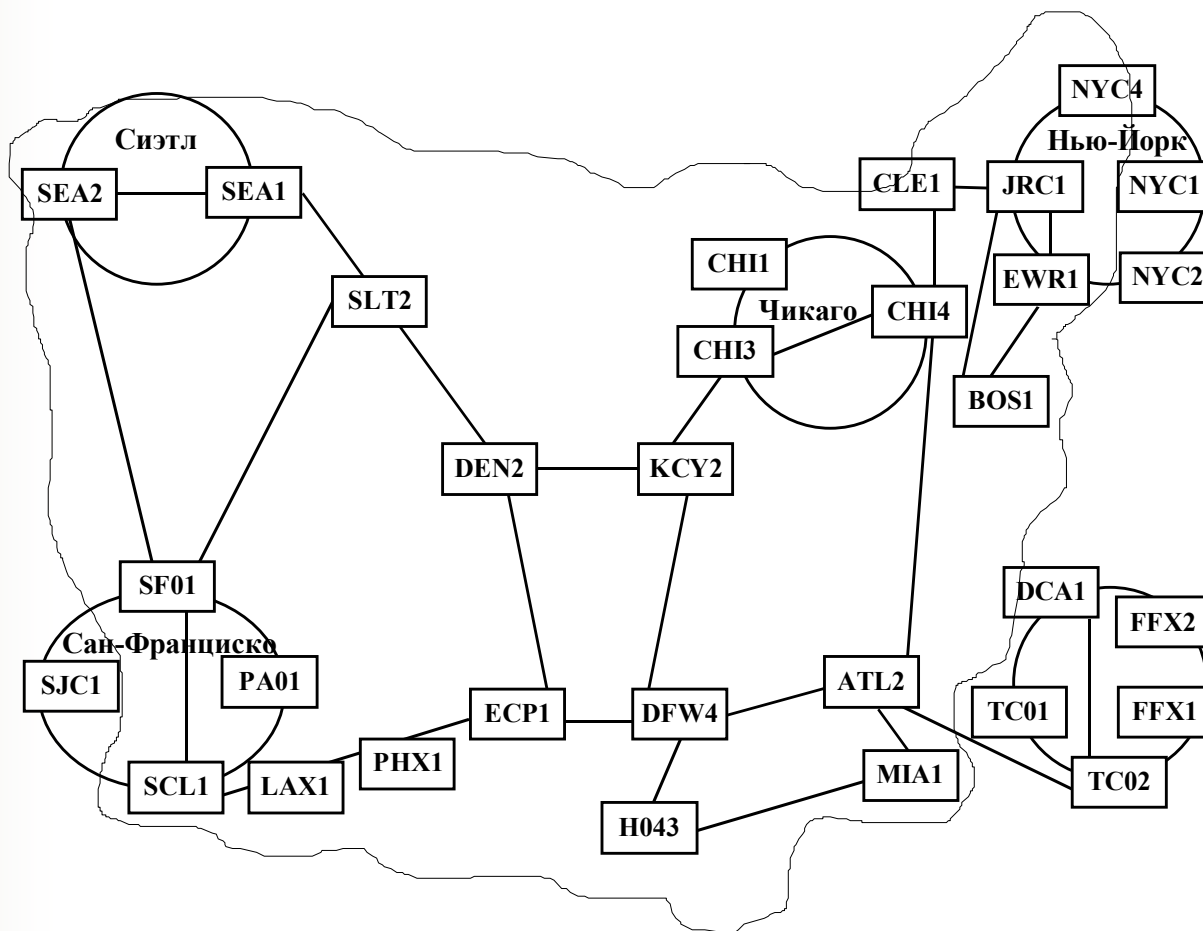 NYC4
Сиэтл
Нью-Йорк
SEA2
SEA1
CLE1
JRC1
NYC1
CHI1
EWR1
NYC2
SLT2
Чикаго
CHI4
CHI3
BOS1
DEN2
KCY2
SF01
DCA1
FFX2
Сан-Франциско
SJC1
PA01
ATL2
ECP1
DFW4
TC01
FFX1
PHX1
MIA1
TC02
SCL1
LAX1
H043